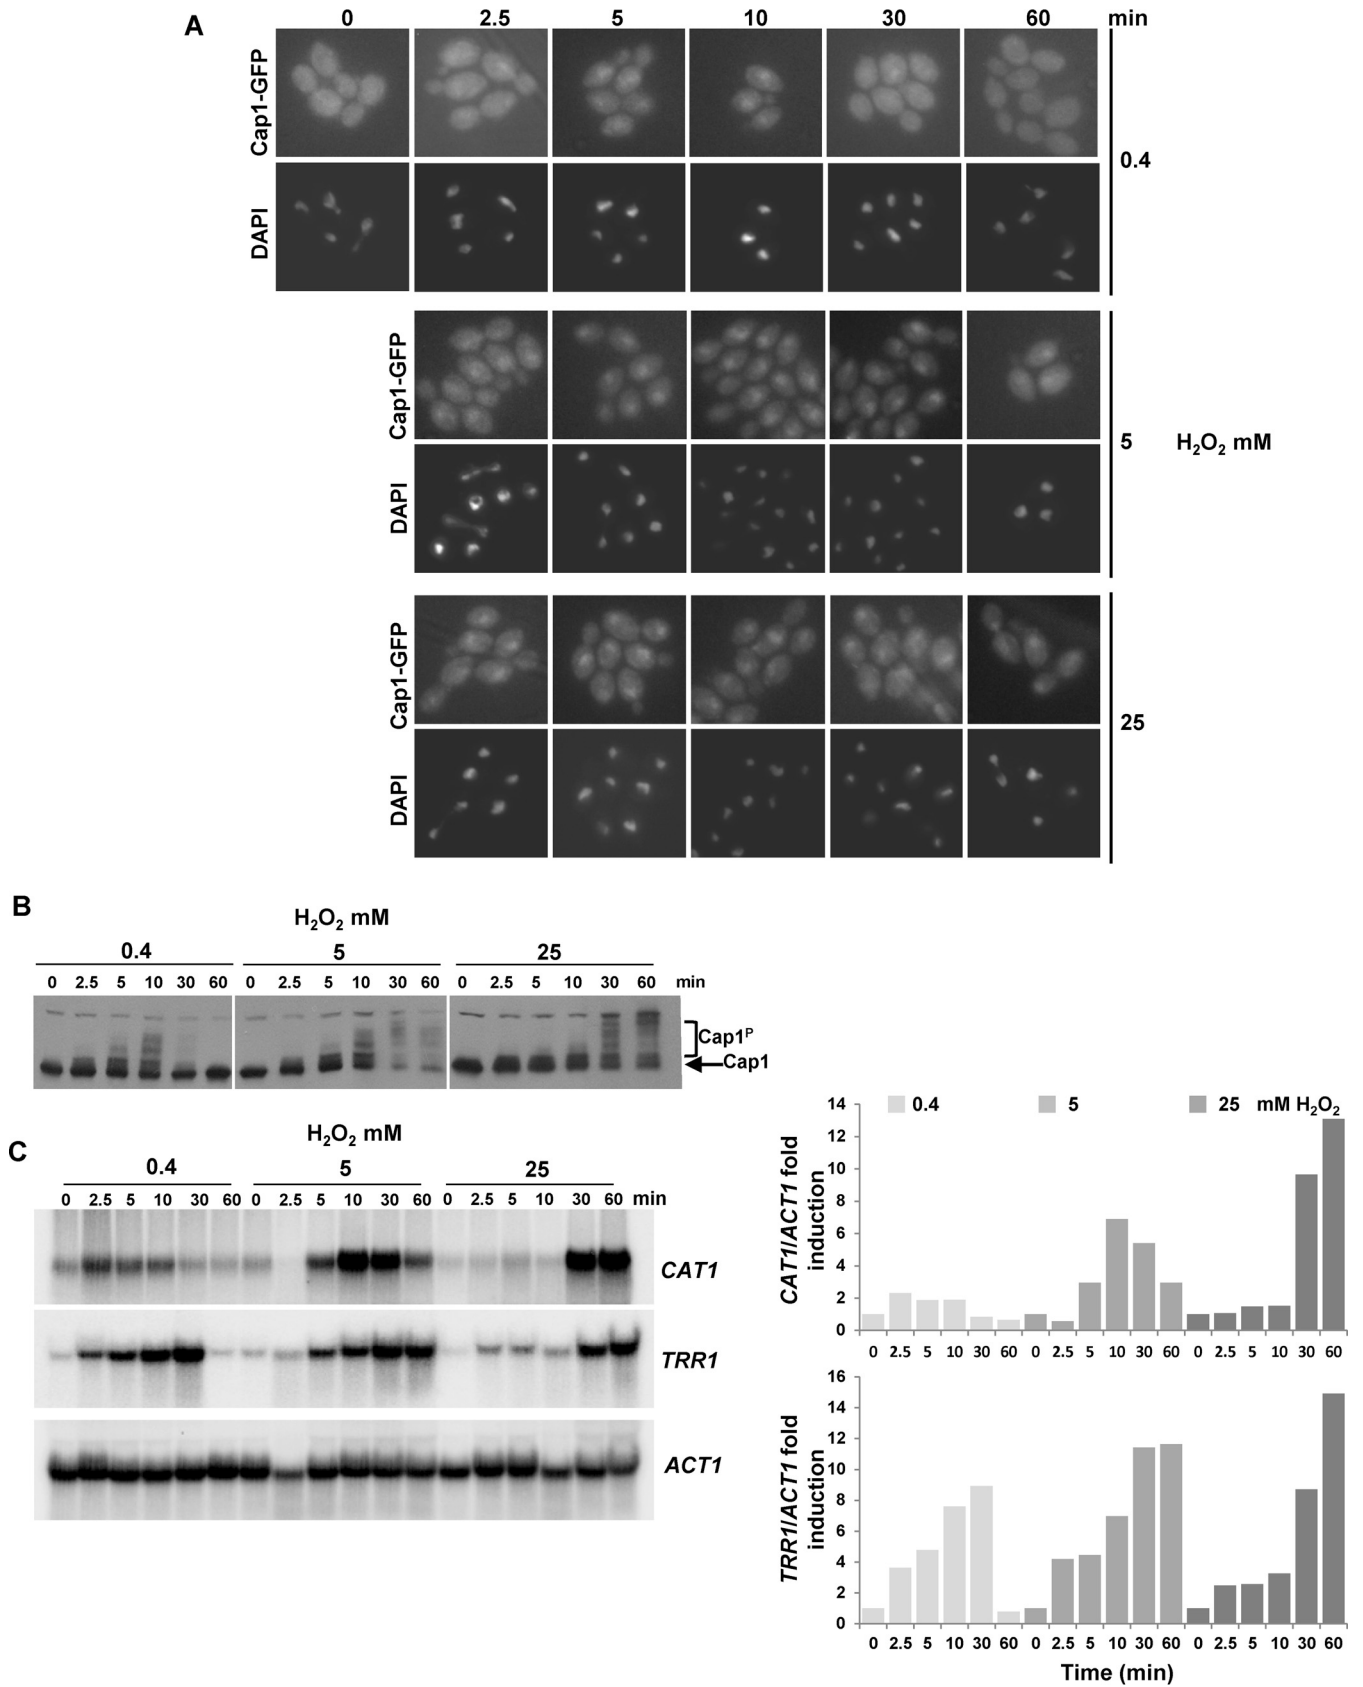 A
0 2.5 5 10 30 60 min
Cap1-GFP
DAPI
0.4
Cap1-GFP
DAPI
5
H2O2 mM
Cap1-GFP
DAPI
25
B
H2O2 mM
0.4 5 25
0 2.5 5 10 30 60 0 2.5 5 10 30 60 0 2.5 5 10 30 60 min
Cap1P
Cap1
C
H2O2 mM
0.4 5 25
0 2.5 5 10 30 60 0 2.5 5 10 30 60 0 2.5 5 10 30 60 min
CAT1
TRR1
ACT1
0.4 5 25 mM H2O2
CAT1/ACT1 fold
induction
14
12
10
8
6
4
2
0
0 2.5 5 10 30 60 0 2.5 5 10 30 60 0 2.5 5 10 30 60
TRR1/ACT1 fold
induction
16
14
12
10
8
6
4
2
0
0 2.5 5 10 30 60 0 2.5 5 10 30 60 0 2.5 5 10 30 60
Time (min)